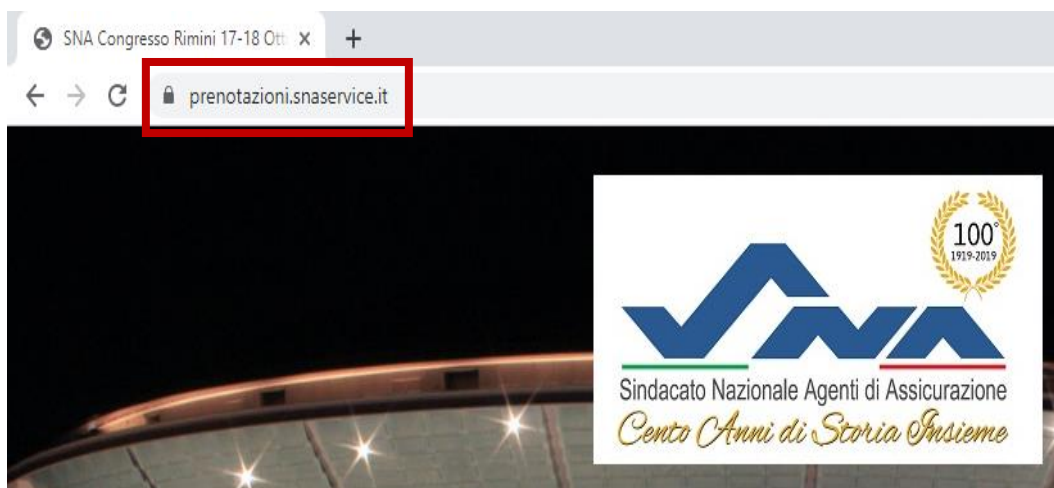 SNA Congresso Rimini 17-18 Ott
prenotazioni.snaservice.it
100°
1919-2019
SNA
Sindacato Nazionale Agenti di Assicurazione
Cento Anni di Storia Insieme